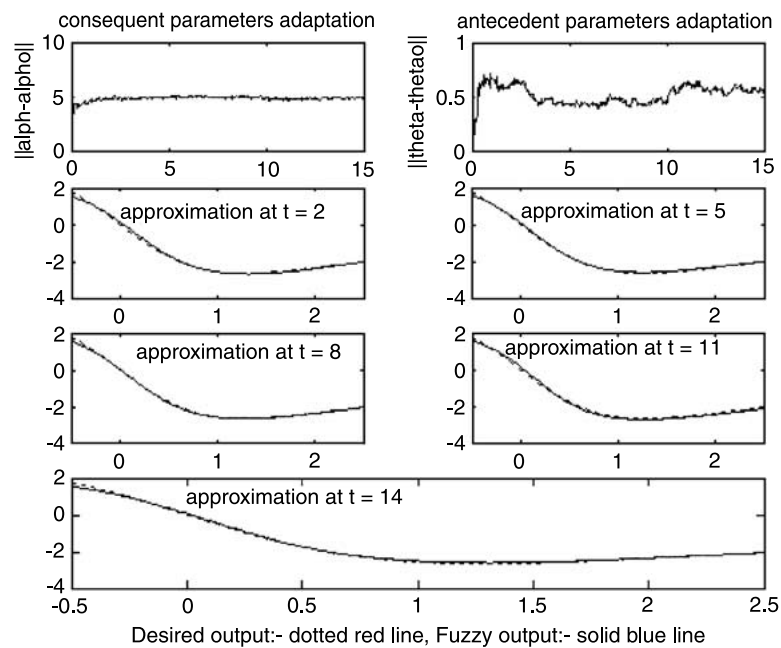 consequent parameters adaptation
antecedent parameters adaptation
||alph-alpho||
10
5
0
0 5 10 15
||theta-thetao||
1
0.5
0
0 5 10 15
approximation at t = 2
2
0
-2
-4
0 1 2
approximation at t = 5
2
0
-2
-4
0 1 2
approximation at t = 8
2
0
-2
-4
0 1 2
approximation at t = 11
2
0
-2
-4
0 1 2
approximation at t = 14
2
0
-2
-4
-0.5 0 0.5 1 1.5 2 2.5
Desired output:- dotted red line, Fuzzy output:- solid blue line